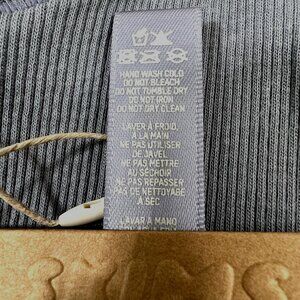 HAND WASH COLD
DO NOT BLEACH
DO NOT TUMBLE DRY
DO NOT IRON
DO NOT DRY CLEAN
LAVER À FROID,
À LA MAIN
NE PAS UTILISER
DE JAVEL
NE PAS METTRE
AU SÉCHOIR
NE PAS REPASSER
PAS DE NETTOYAGE
À SEC
LAVAR A MANO